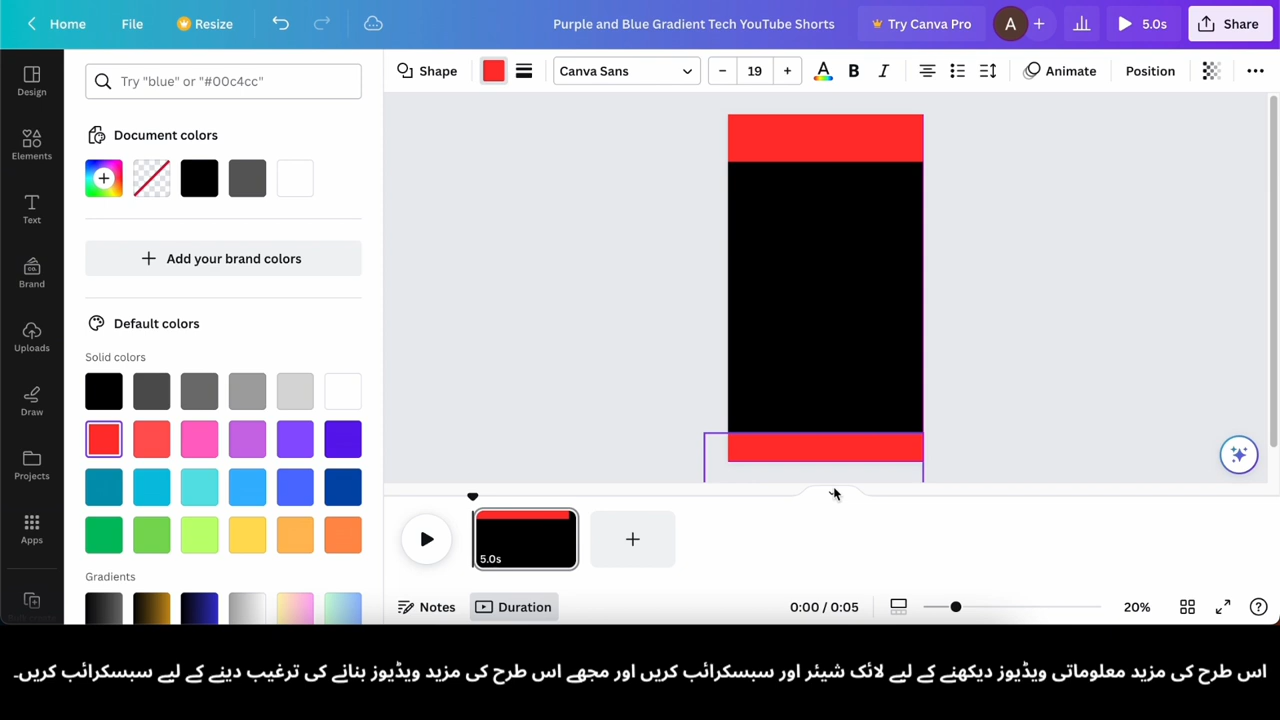 Home File Resize Purple and Blue Gradient Tech YouTube Shorts Try Canva Pro A 5.0s Share
Design
Elements
Text
Brand
Uploads
Draw
Projects
Apps
Try "blue" or "#00c4cc"
Document colors
Add your brand colors
Default colors
Solid colors
Gradients
Shape Canva Sans 19 A B I Animate Position
5.0s
Notes Duration 0:00 / 0:05 20%
اس طرح کی مزید معلوماتی ویڈیوز دیکھنے کے لیے لائک شیئر اور سبسکرائب کریں اور مجھے اس طرح کی مزید ویڈیوز بنانے کی ترغیب دینے کے لیے سبسکرائب کریں۔